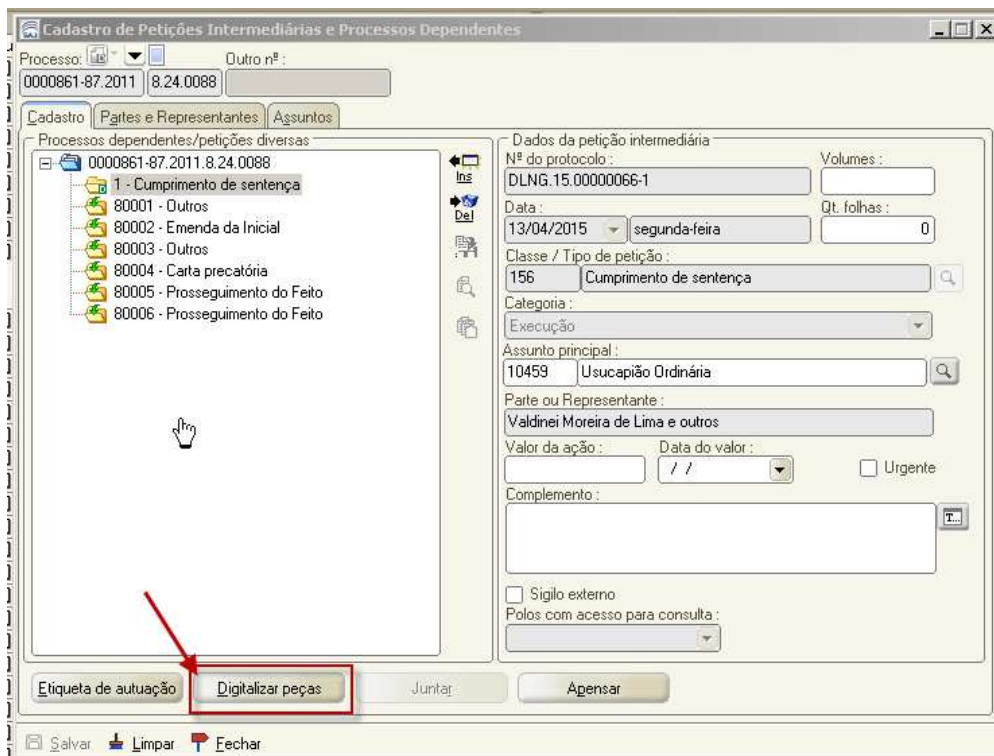 Cadastro de Petições Intermediárias e Processos Dependentes
Processo:
Outro nº :
0000861-87.2011 8.24.0088
Cadastro Partes e Representantes Assuntos
Processos dependentes/petições diversas
0000861-87.2011.8.24.0088
1 - Cumprimento de sentença
80001 - Outros
80002 - Emenda da Inicial
80003 - Outros
80004 - Carta precatória
80005 - Prosseguimento do Feito
80006 - Prosseguimento do Feito
Ins
Del
Dados da petição intermediária
Nº do protocolo : Volumes :
DLNG.15.00000066-1
Data : Qt. folhas :
13/04/2015 segunda-feira 0
Classe / Tipo de petição :
156 Cumprimento de sentença
Categoria :
Execução
Assunto principal :
10459 Usucapião Ordinária
Parte ou Representante :
Valdinei Moreira de Lima e outros
Valor da ação : Data do valor :
/ / Urgente
Complemento :
T...
Sigilo externo
Polos com acesso para consulta :
Etiqueta de autuação Digitalizar peças Juntar Apensar
Salvar Limpar Fechar